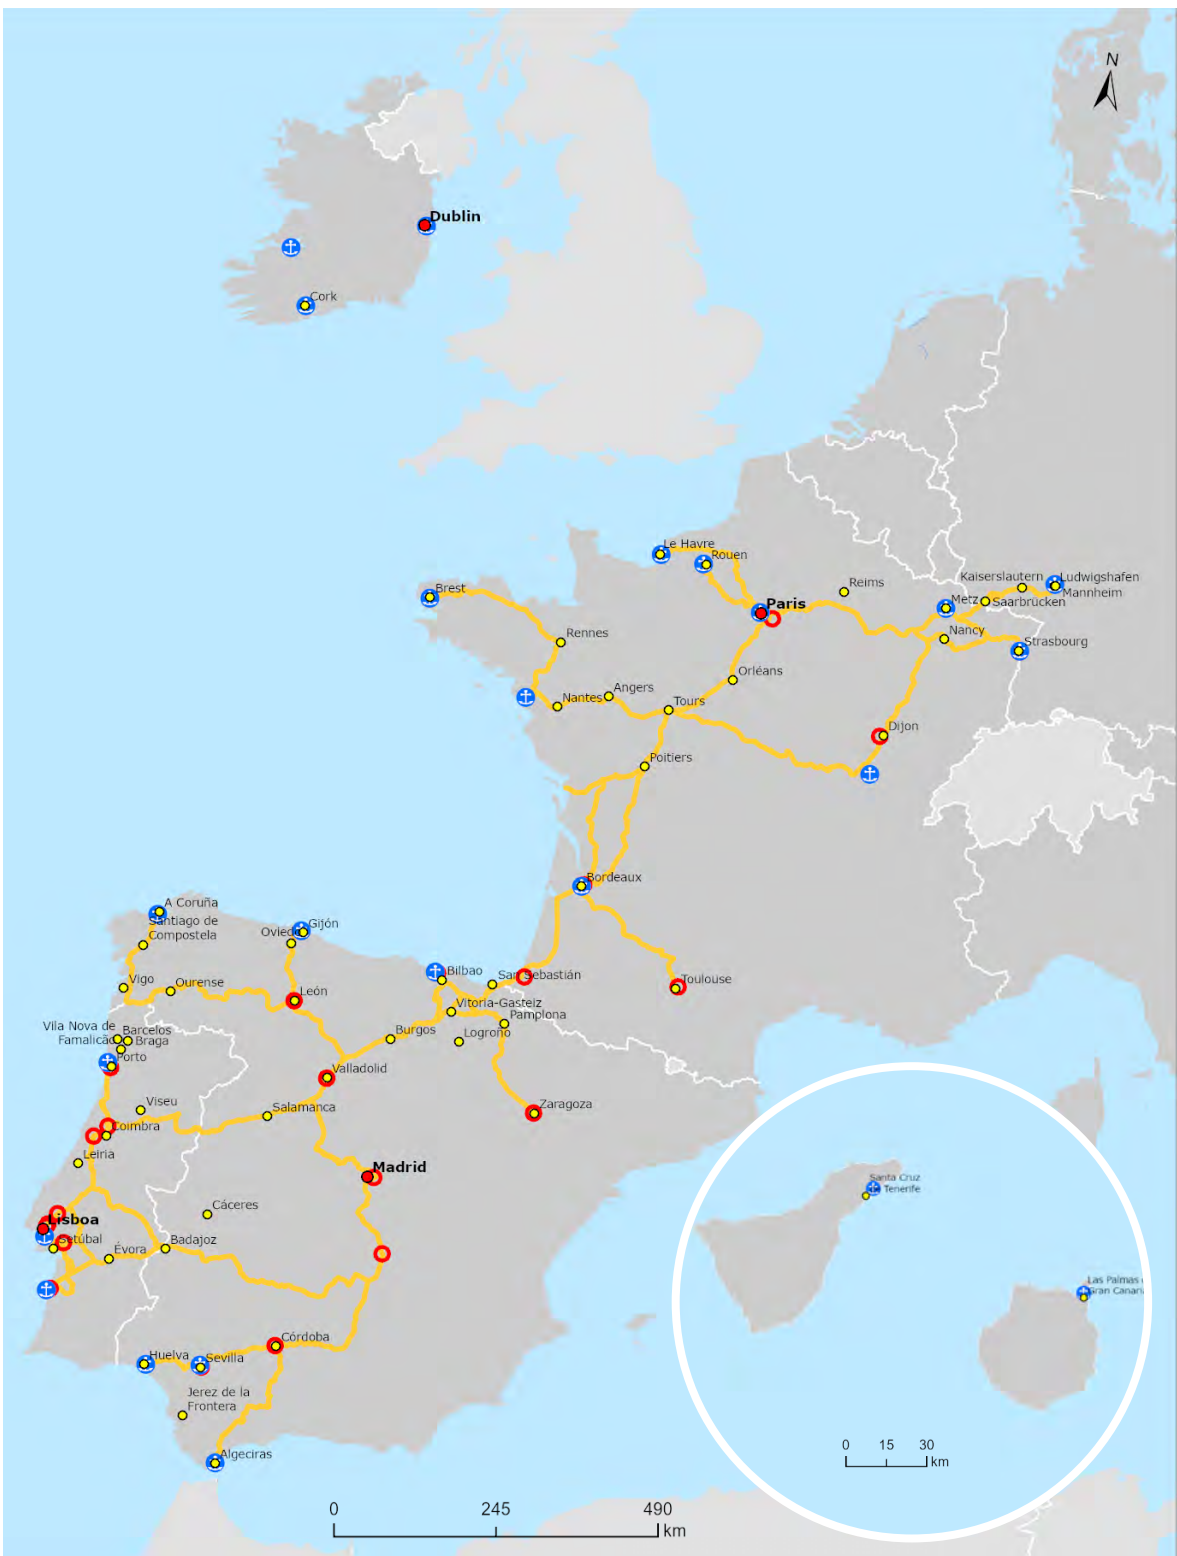 N
Dublin
Cork
Le Havre
Rouen
Brest
Paris
Reims
Kaiserslautern
Ludwigshafen
Mannheim
Metz
Saarbrücken
Rennes
Nancy
Strasbourg
Orléans
Angers
Nantes
Tours
Dijon
Poitiers
Bordeaux
A Coruña
Santiago de
Compostela
Gijón
Oviedo
Bilbao
San Sebastián
Toulouse
Vigo
Ourense
León
Vitoria-Gasteiz
Pamplona
Vila Nova de
Famalicão
Barcelos
Braga
Burgos
Logroño
Porto
Valladolid
Viseu
Salamanca
Zaragoza
Coimbra
Leiria
Madrid
Santa Cruz
Tenerife
Cáceres
Lisboa
Setúbal
Évora
Badajoz
Las Palmas
Gran Canari
Córdoba
Huelva
Sevilla
Jerez de la
Frontera
Algeciras
0 15 30
km
0 245 490
km